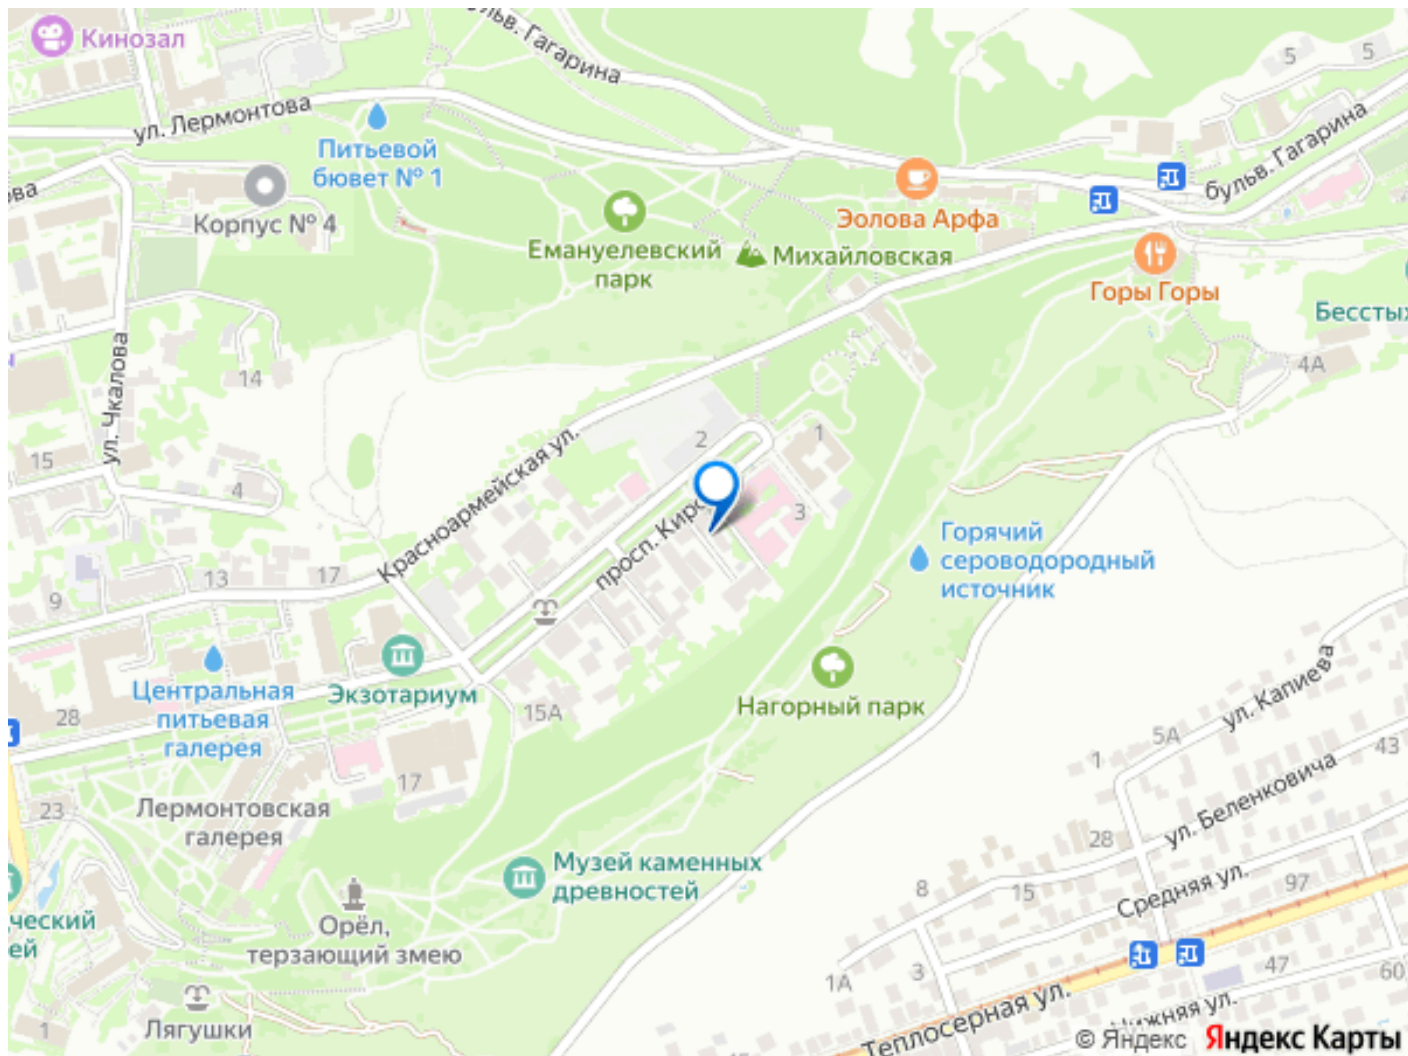 Кинозал
бульв. Гагарина
5
5
ул. Лермонтова
Питьевой
бювет № 1
бульв. Гагарина
Корпус № 4
Эолова Арфа
Емануелевский
парк
Михайловская
Горы Горы
ул. Чкалова
14
4А
2
1
15
4
Красноармейская ул.
3
просп.
Горячий
сероводородный
источник
13
17
9
Экзотариум
Центральная
питьевая
галерея
28
15А
Нагорный парк
ул. Капиева
5А
1
43
17
23
Лермонтовская
галерея
ул. Беленковича
28
Музей каменных
древностей
8
15
Средняя ул.
97
Орёл,
терзающий змею
1А
3
47
60
Лягушки
1
Теплосерная ул.
Нижняя ул.
© Яндекс Яндекс Карты